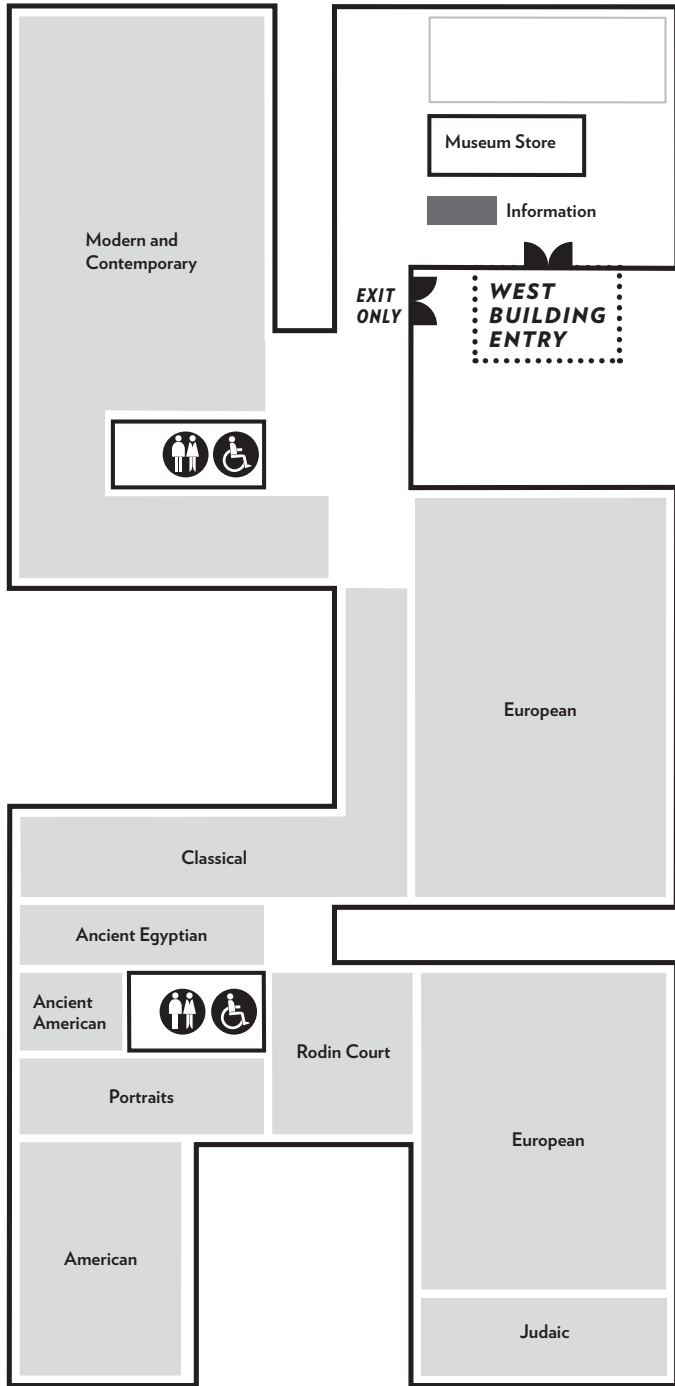 Museum Store
Information
Modern and
Contemporary
EXIT
ONLY
WEST
BUILDING
ENTRY
European
Classical
Ancient Egyptian
Ancient
American
Rodin Court
Portraits
European
American
Judaic